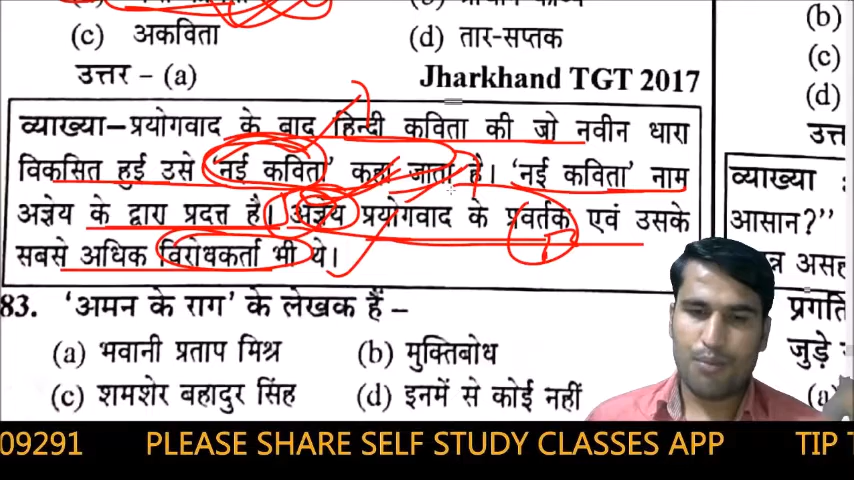 (b)
(c) अकविता
(d) तार-सप्तक
(c)
उत्तर – (a)
Jharkhand TGT 2017
(d)
व्याख्या–प्रयोगवाद के वाद हिन्दी कविता की जो नवीन धारा
विकसित हुई उसे 'नई कविता' कहा जाता है। 'नई कविता' नाम
अज्ञेय के द्वारा प्रदत्त है। अज्ञेय प्रयोगवाद के प्रवर्तक एवं उसके
सबसे अधिक विरोधकर्ता भी थे।
व्याख्या
आसान?"
83. 'अमन के राग' के लेखक हैं –
(a) भवानी प्रताप मिश्र
(b) मुक्तिबोध
(c) शमशेर बहादुर सिंह
(d) इनमें से कोई नहीं
प्रगति
जुड़े
09291 PLEASE SHARE SELF STUDY CLASSES APP TIP